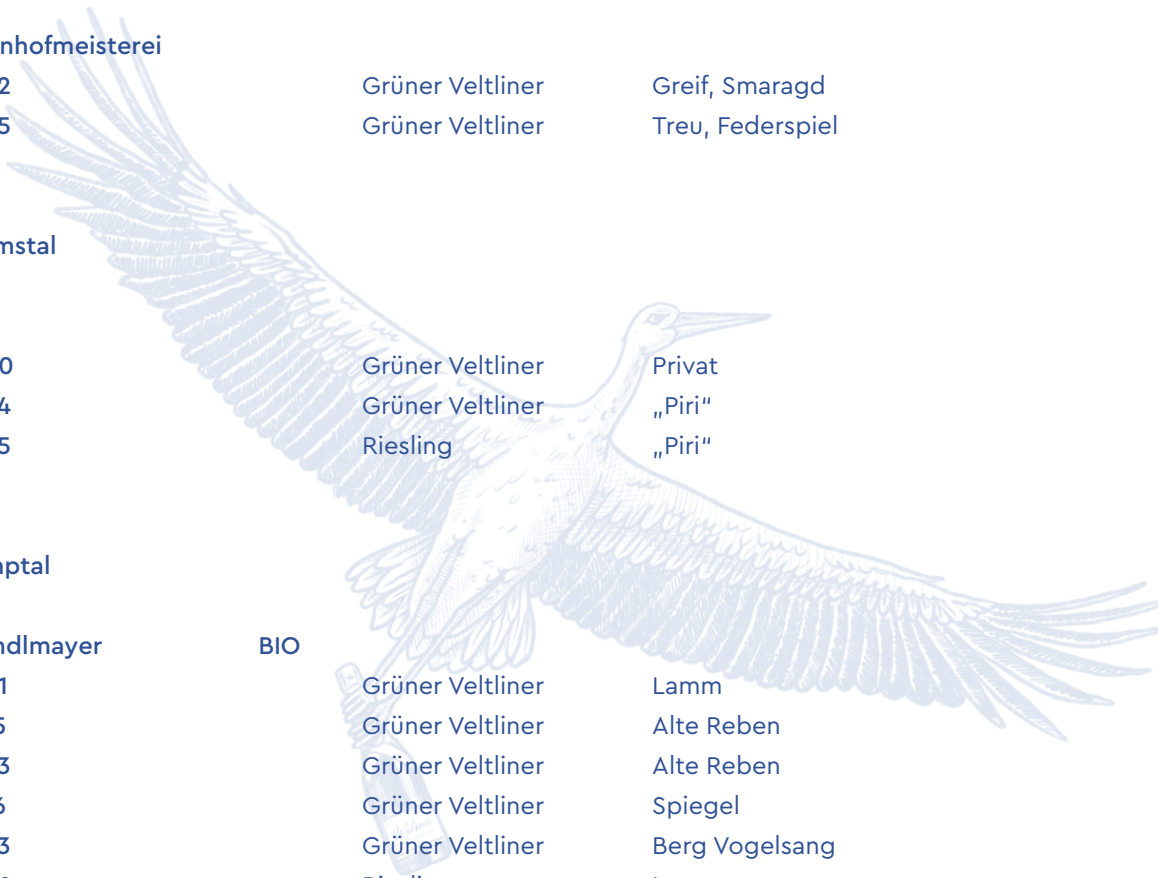 nhofmeisterei
2 Grüner Veltliner Greif, Smaragd
5 Grüner Veltliner Treu, Federspiel
mstal
0 Grüner Veltliner Privat
4 Grüner Veltliner „Piri“
5 Riesling „Piri“
ptal
ndlmayer BIO
1 Grüner Veltliner Lamm
5 Grüner Veltliner Alte Reben
3 Grüner Veltliner Alte Reben
6 Grüner Veltliner Spiegel
3 Grüner Veltliner Berg Vogelsang